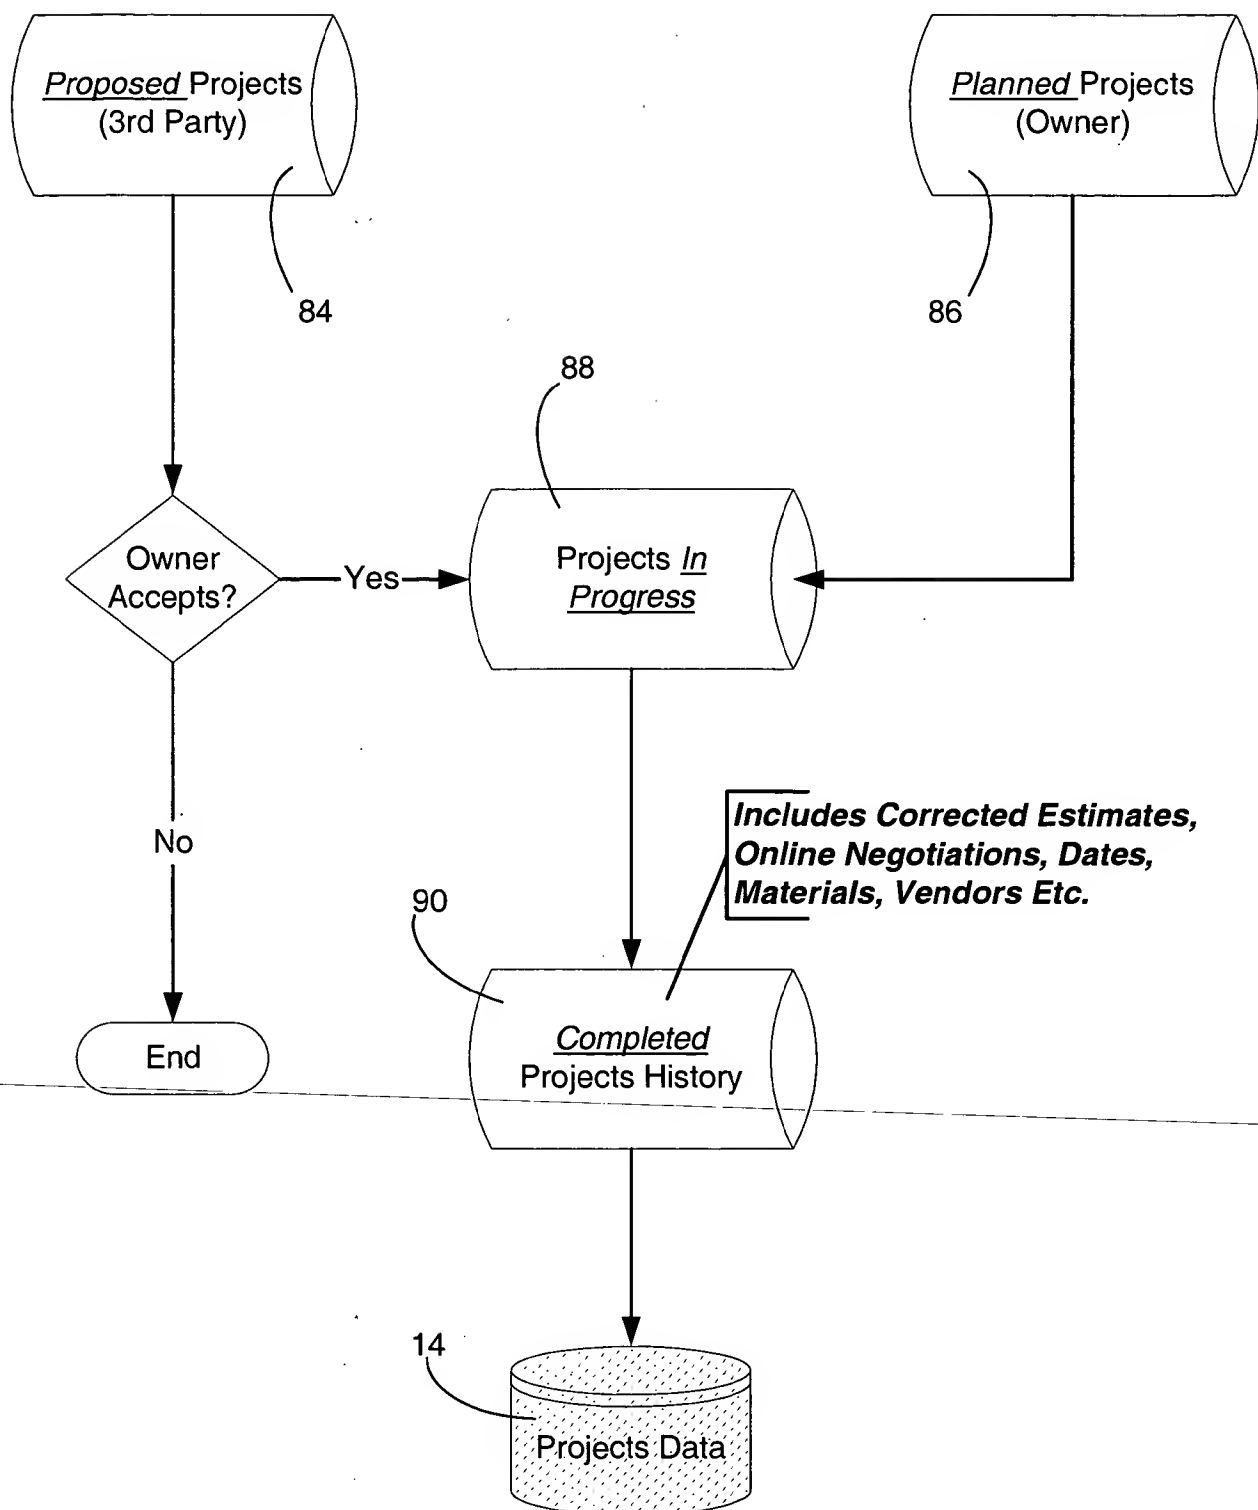 Proposed Projects
(3rd Party)
Planned Projects
(Owner)
84
86
88
Owner
Accepts?
Yes
Projects In
Progress
No
Includes Corrected Estimates,
Online Negotiations, Dates,
Materials, Vendors Etc.
90
End
Completed
Projects History
14
Projects Data